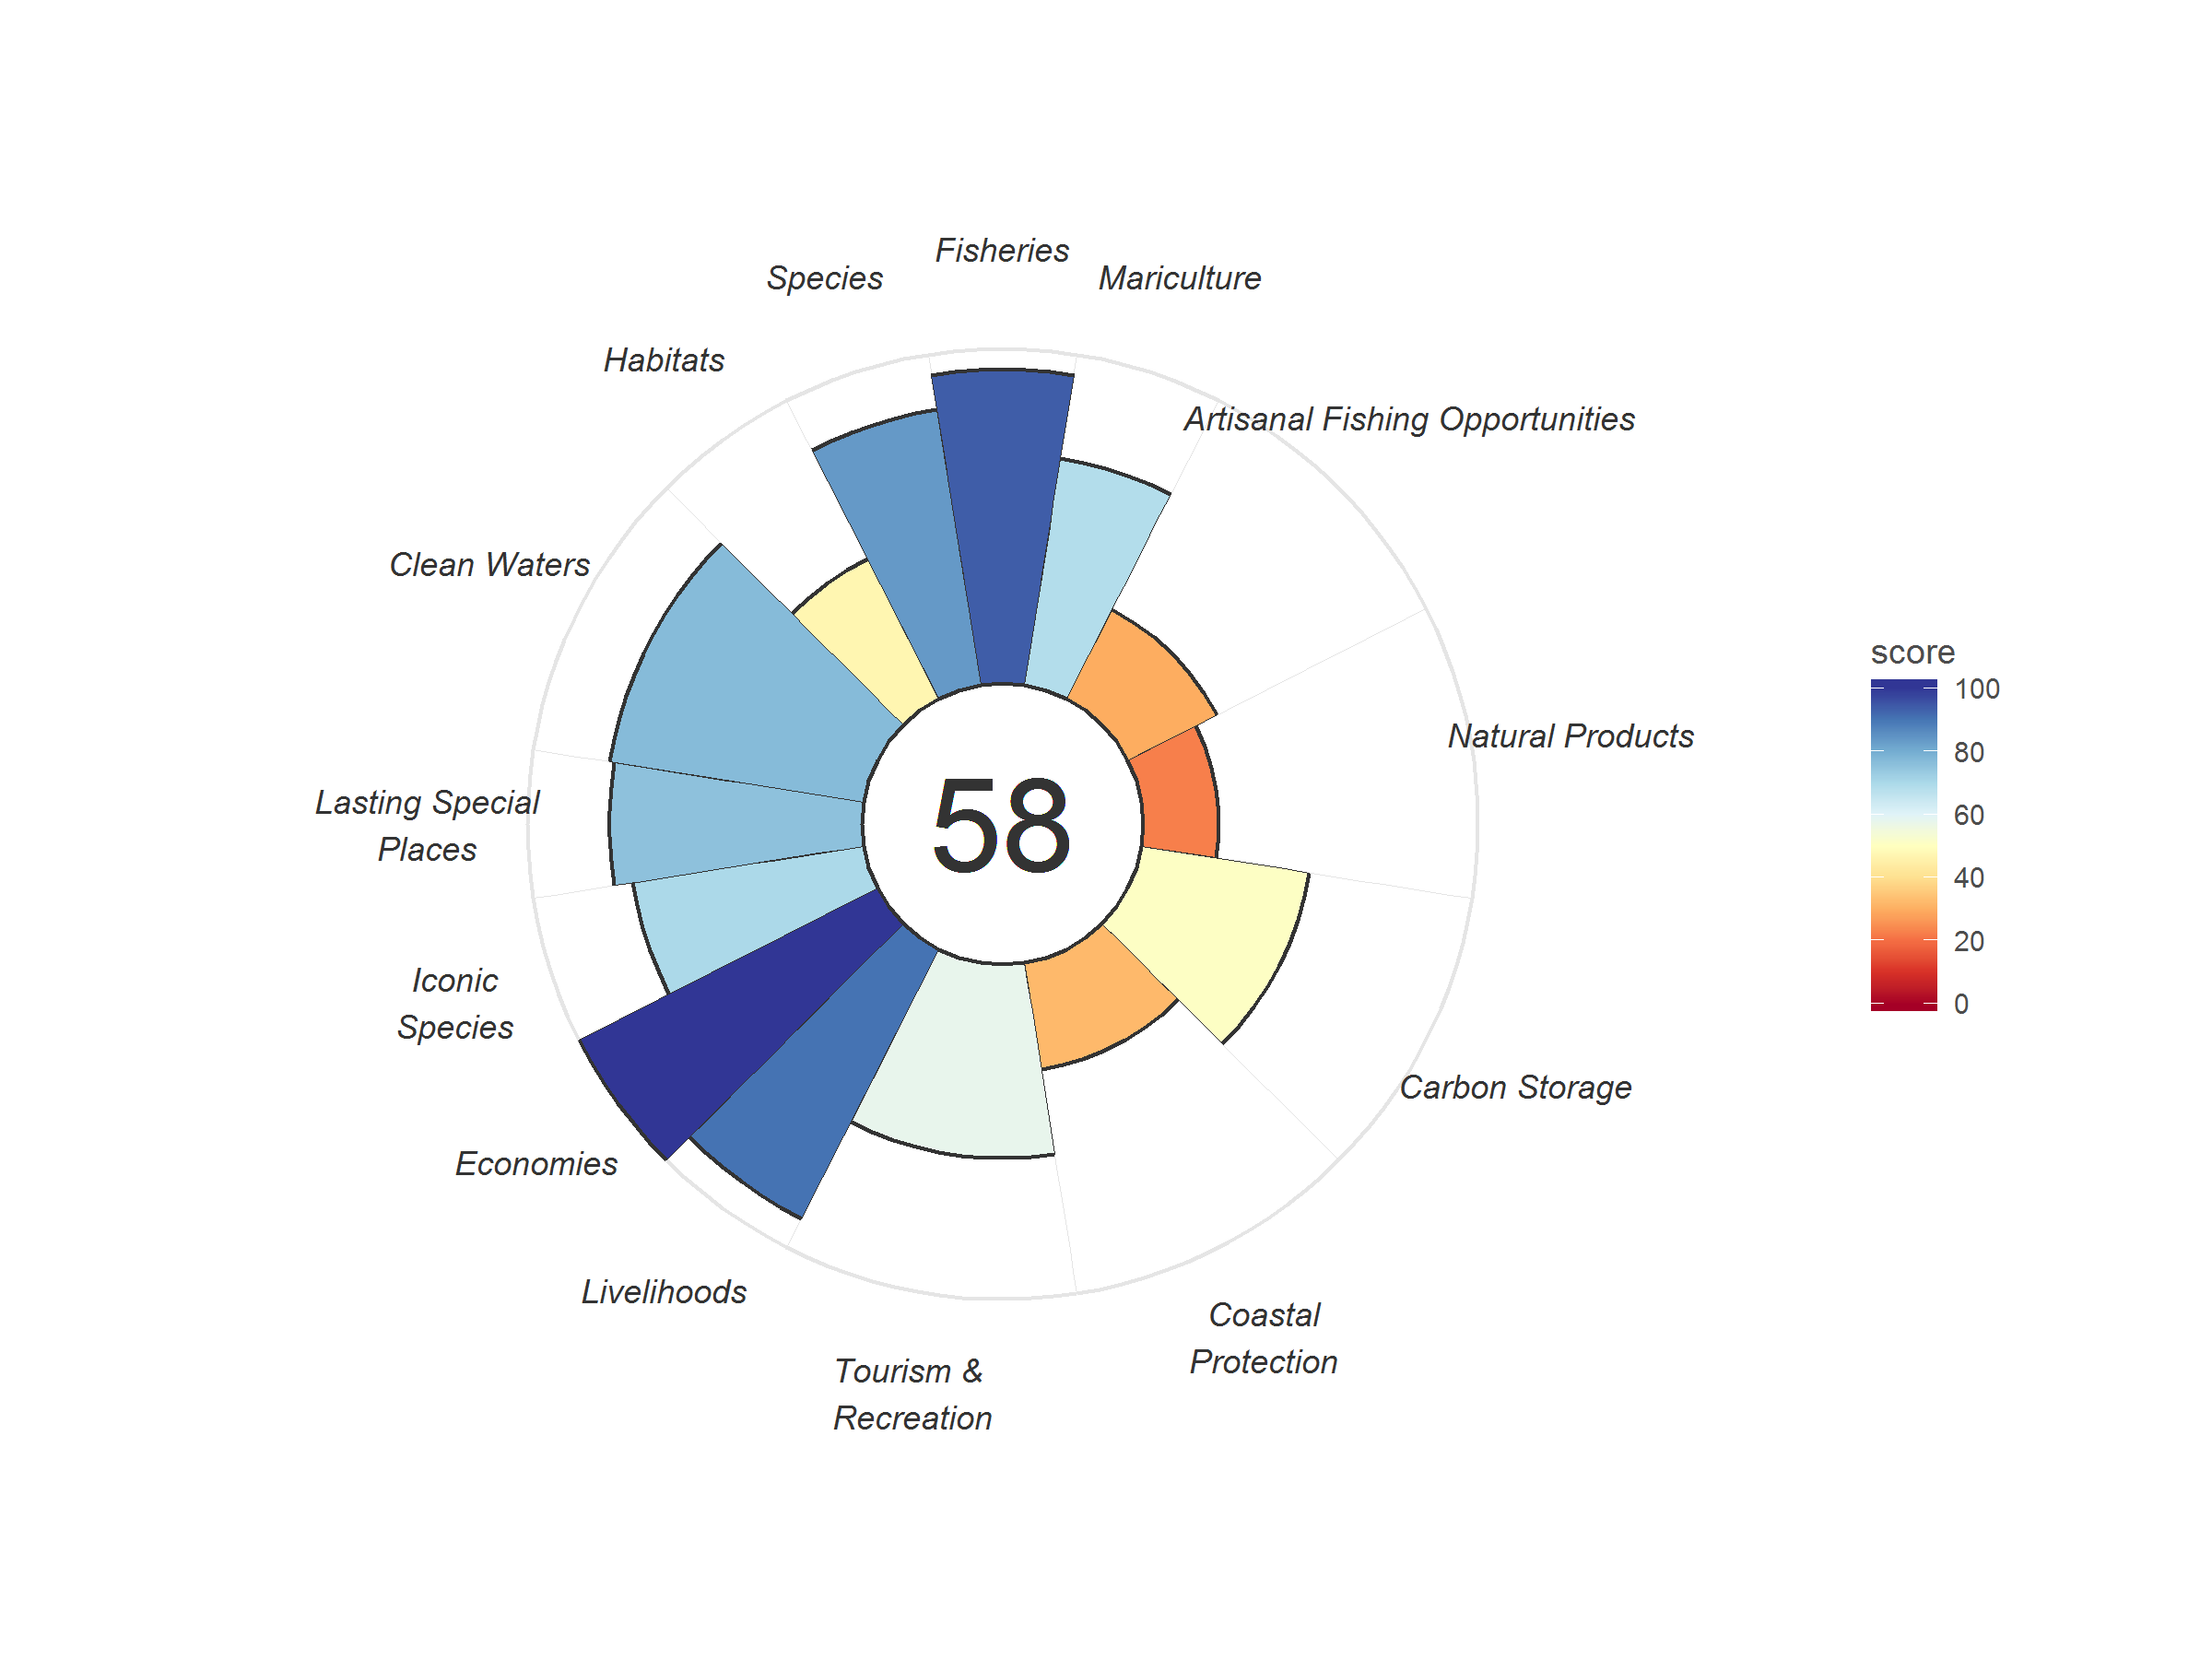 Fisheries
Species
Mariculture
Habitats
Artisanal Fishing Opportunities
Clean Waters
Natural Products
Lasting Special
Places
58
Iconic
Species
Carbon Storage
Economies
Livelihoods
Coastal
Protection
Tourism &
Recreation
score
100
80
60
40
20
0